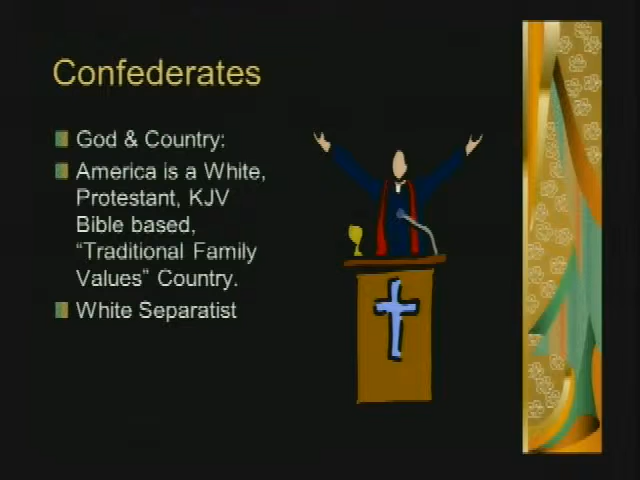 Confederates
God & Country:
America is a White,
Protestant, KJV
Bible based,
“Traditional Family
Values” Country.
White Separatist